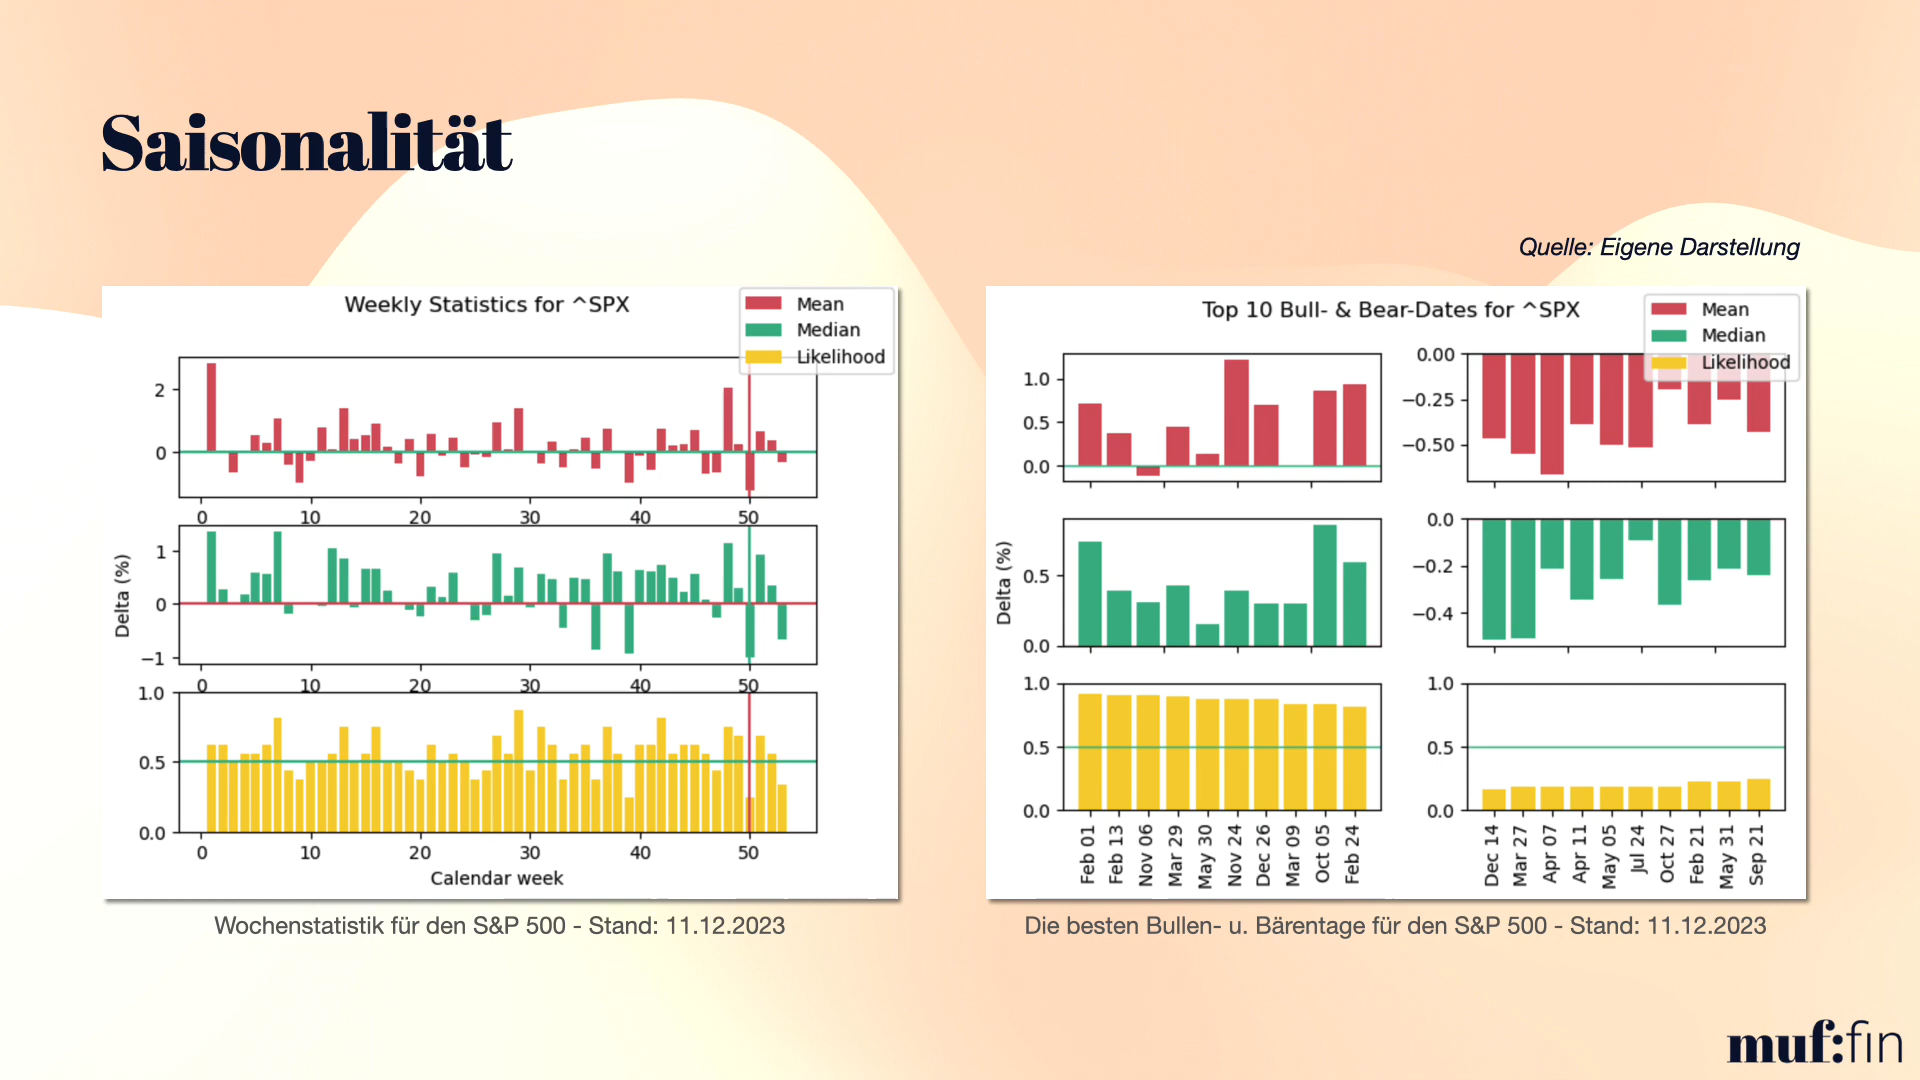 Saisonalität
Quelle: Eigene Darstellung
Weekly Statistics for ^SPX
Mean
Median
Likelihood
2
0
0 10 20 30 40 50
Delta (%)
1
0
−1
0 10 20 30 40 50
1.0
0.5
0.0
0 10 20 30 40 50
Calendar week
Wochenstatistik für den S&P 500 - Stand: 11.12.2023
Top 10 Bull- & Bear-Dates for ^SPX
Mean
Median
Likelihood
1.0
0.5
0.0
0.00
−0.25
−0.50
Delta (%)
0.5
0.0
0.0
−0.2
−0.4
1.0
0.5
0.0
Feb 01
Feb 13
Nov 06
Mar 29
May 30
Nov 24
Dec 26
Mar 09
Oct 05
Feb 24
1.0
0.5
0.0
Dec 14
Mar 27
Apr 07
Apr 11
May 05
Jul 24
Oct 27
Feb 21
May 31
Sep 21
Die besten Bullen- u. Bärentage für den S&P 500 - Stand: 11.12.2023
muf:fin